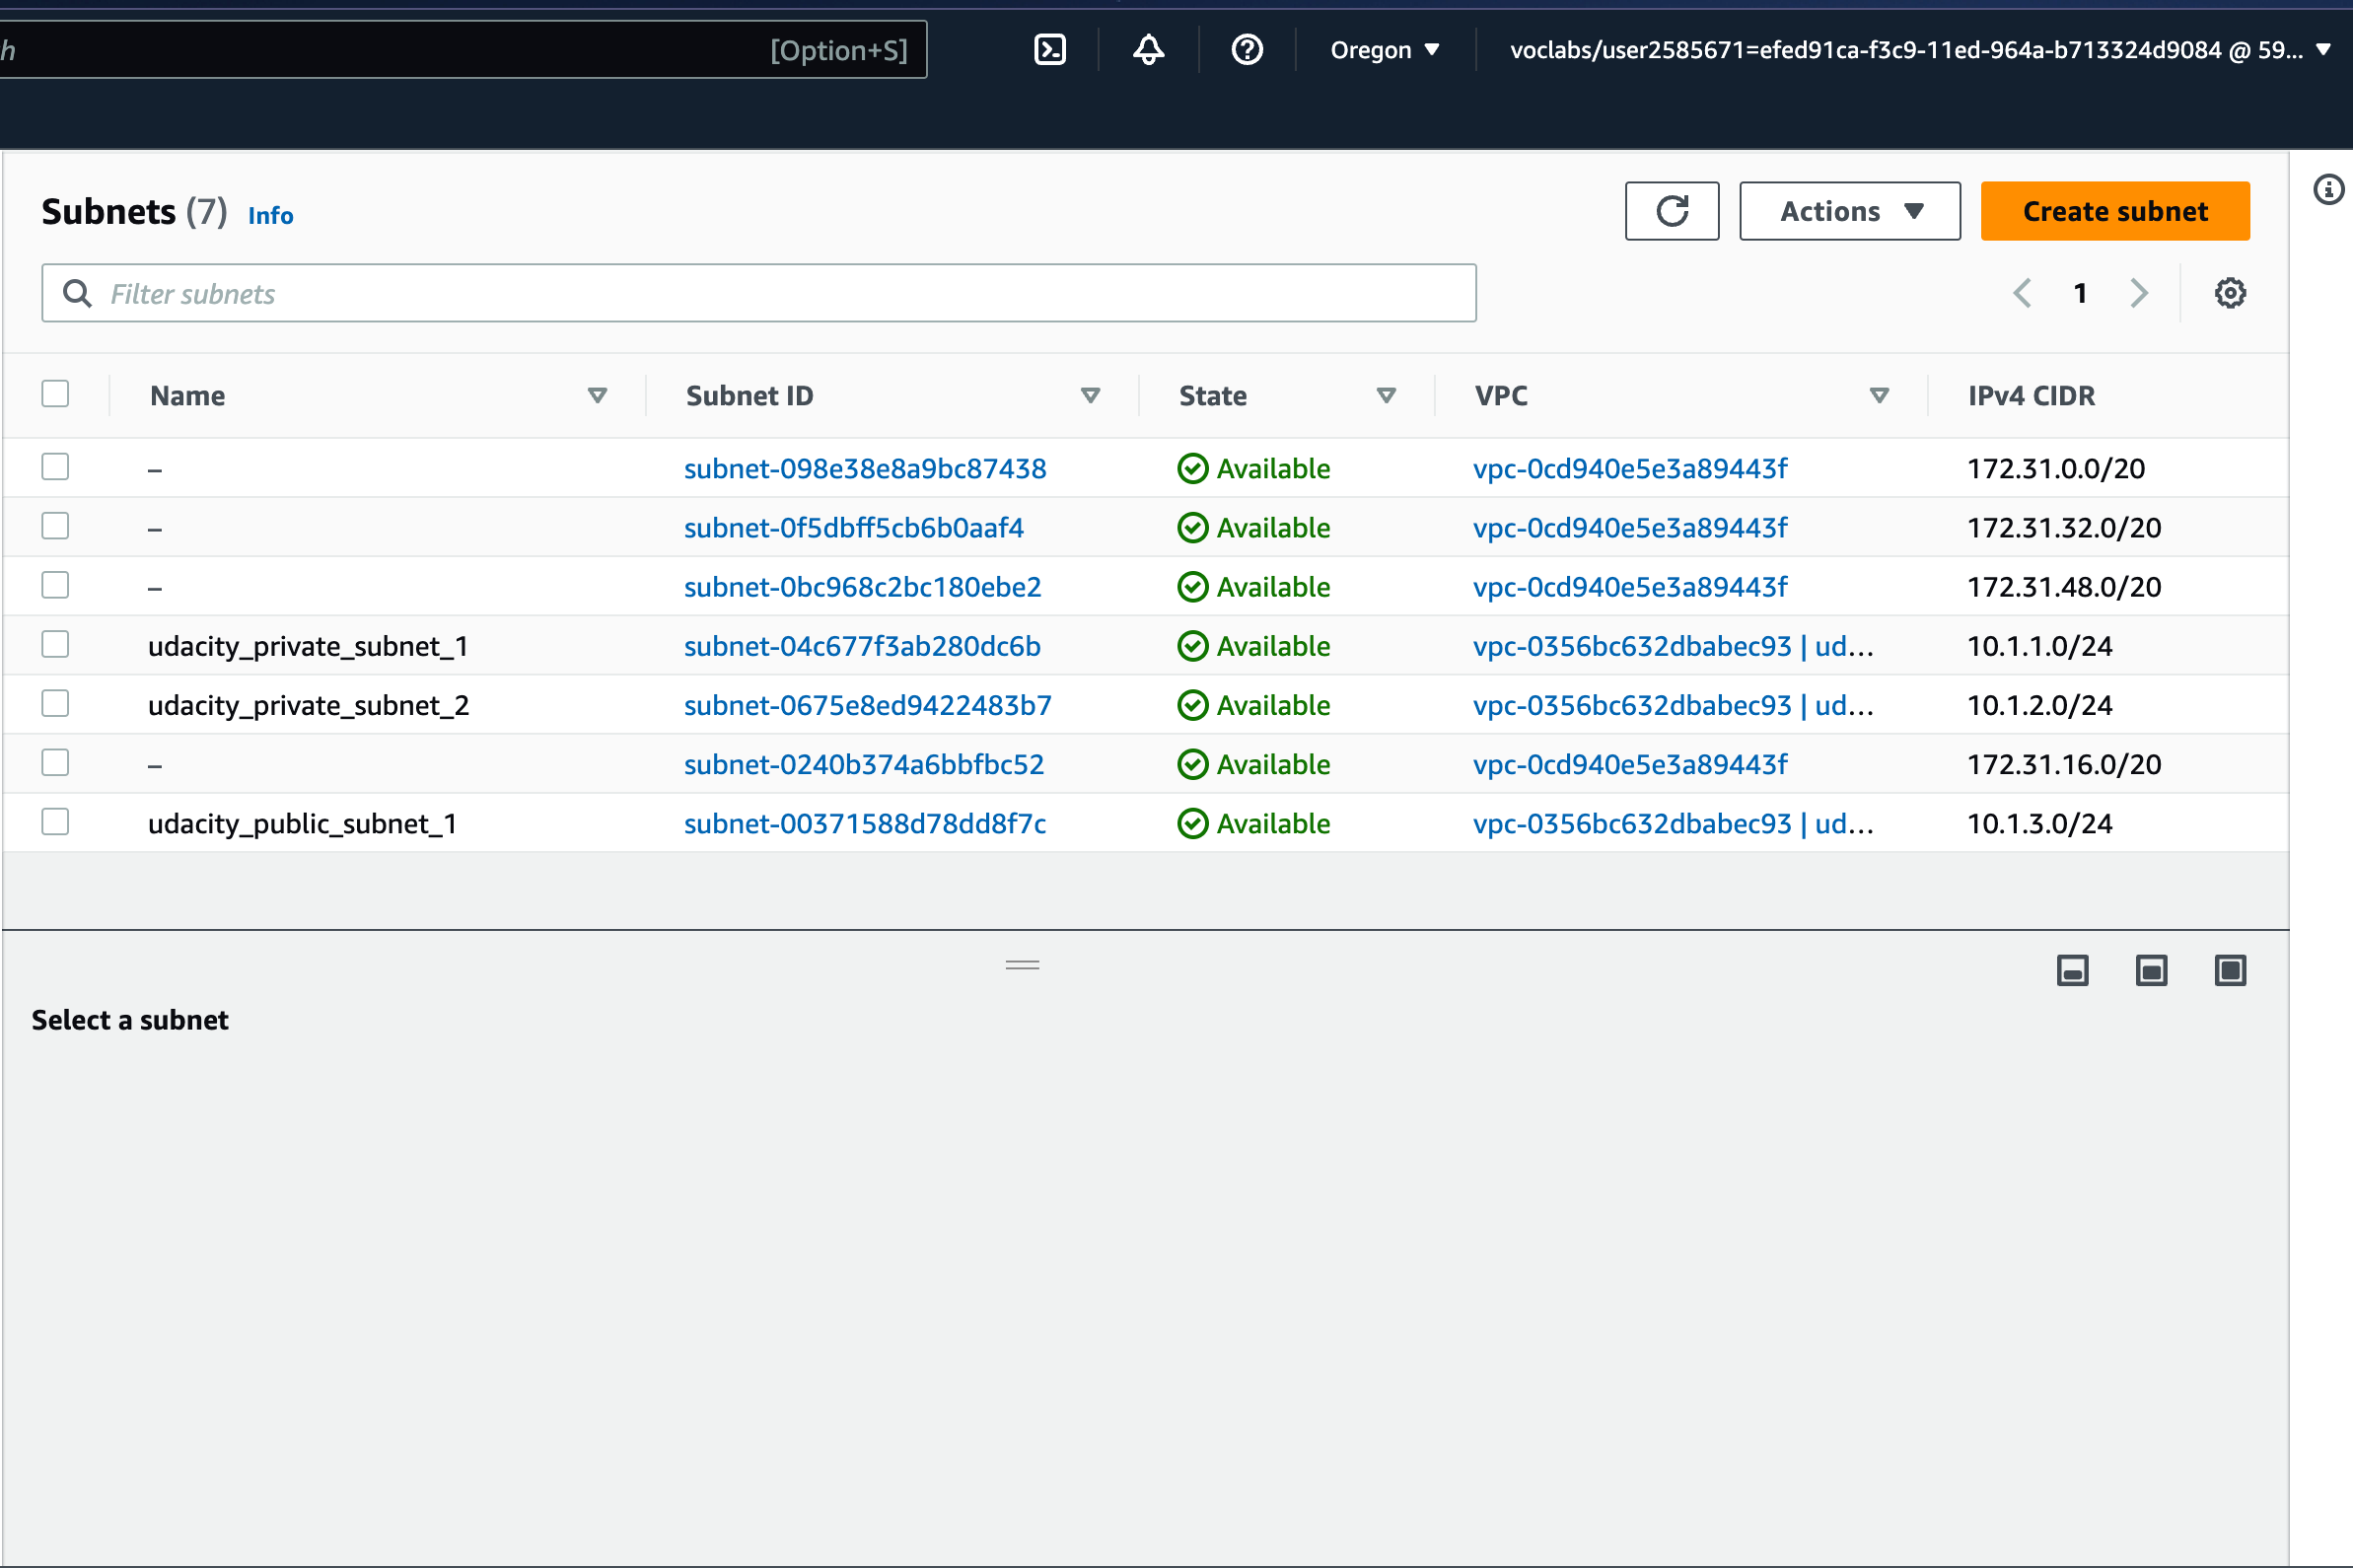 h [Option+S] Oregon voclabs/user2585671=efed91ca-f3c9-11ed-964a-b713324d9084 @ 59...
Subnets (7) Info Actions Create subnet
Filter subnets 1
Name Subnet ID State VPC IPv4 CIDR
– subnet-098e38e8a9bc87438 Available vpc-0cd940e5e3a89443f 172.31.0.0/20
– subnet-0f5dbff5cb6b0aaf4 Available vpc-0cd940e5e3a89443f 172.31.32.0/20
– subnet-0bc968c2bc180ebe2 Available vpc-0cd940e5e3a89443f 172.31.48.0/20
udacity_private_subnet_1 subnet-04c677f3ab280dc6b Available vpc-0356bc632dbabec93 | ud... 10.1.1.0/24
udacity_private_subnet_2 subnet-0675e8ed9422483b7 Available vpc-0356bc632dbabec93 | ud... 10.1.2.0/24
– subnet-0240b374a6bbfbc52 Available vpc-0cd940e5e3a89443f 172.31.16.0/20
udacity_public_subnet_1 subnet-00371588d78dd8f7c Available vpc-0356bc632dbabec93 | ud... 10.1.3.0/24
Select a subnet